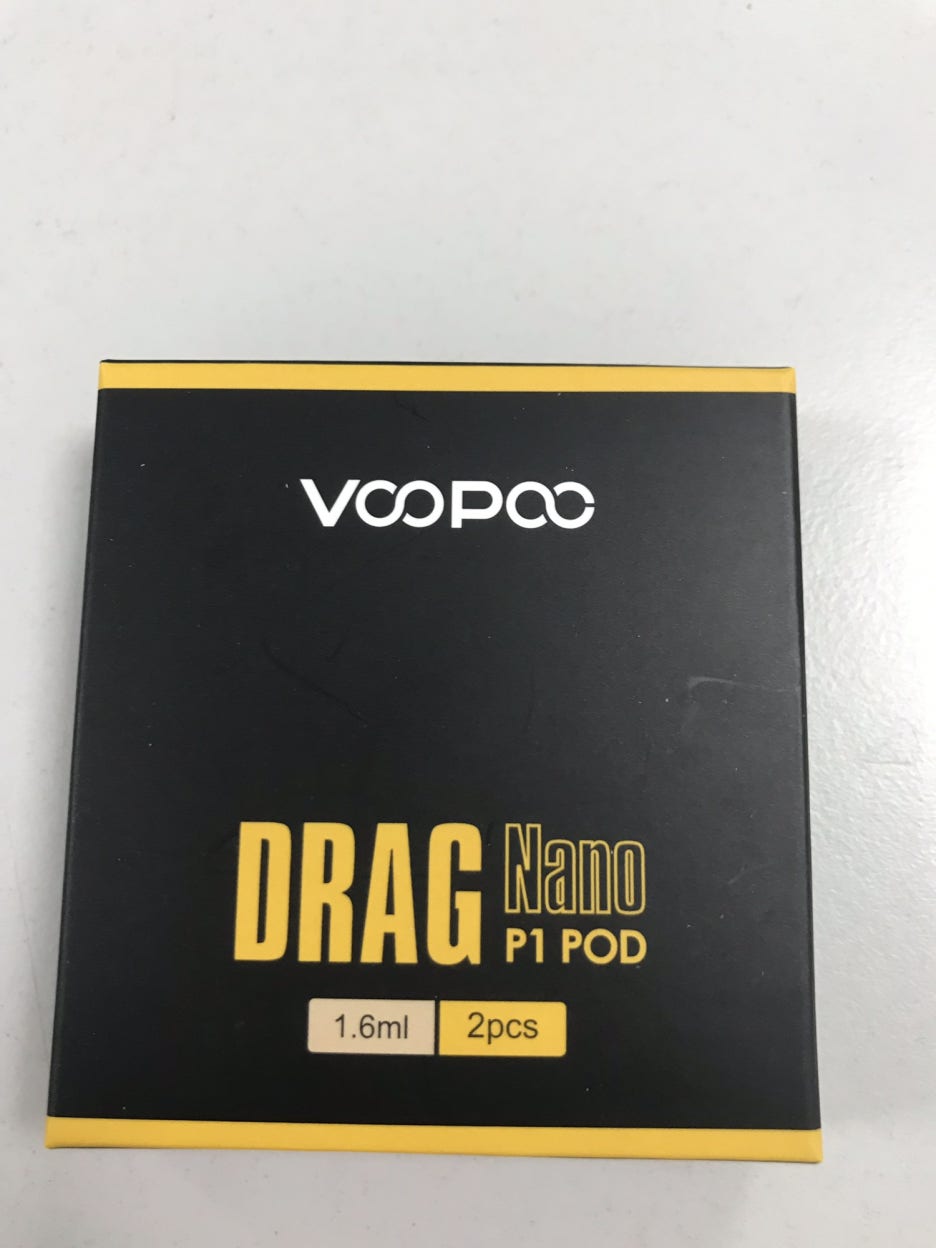 VOOPOO
DRAG Nano
P1 POD
1.6ml 2pcs